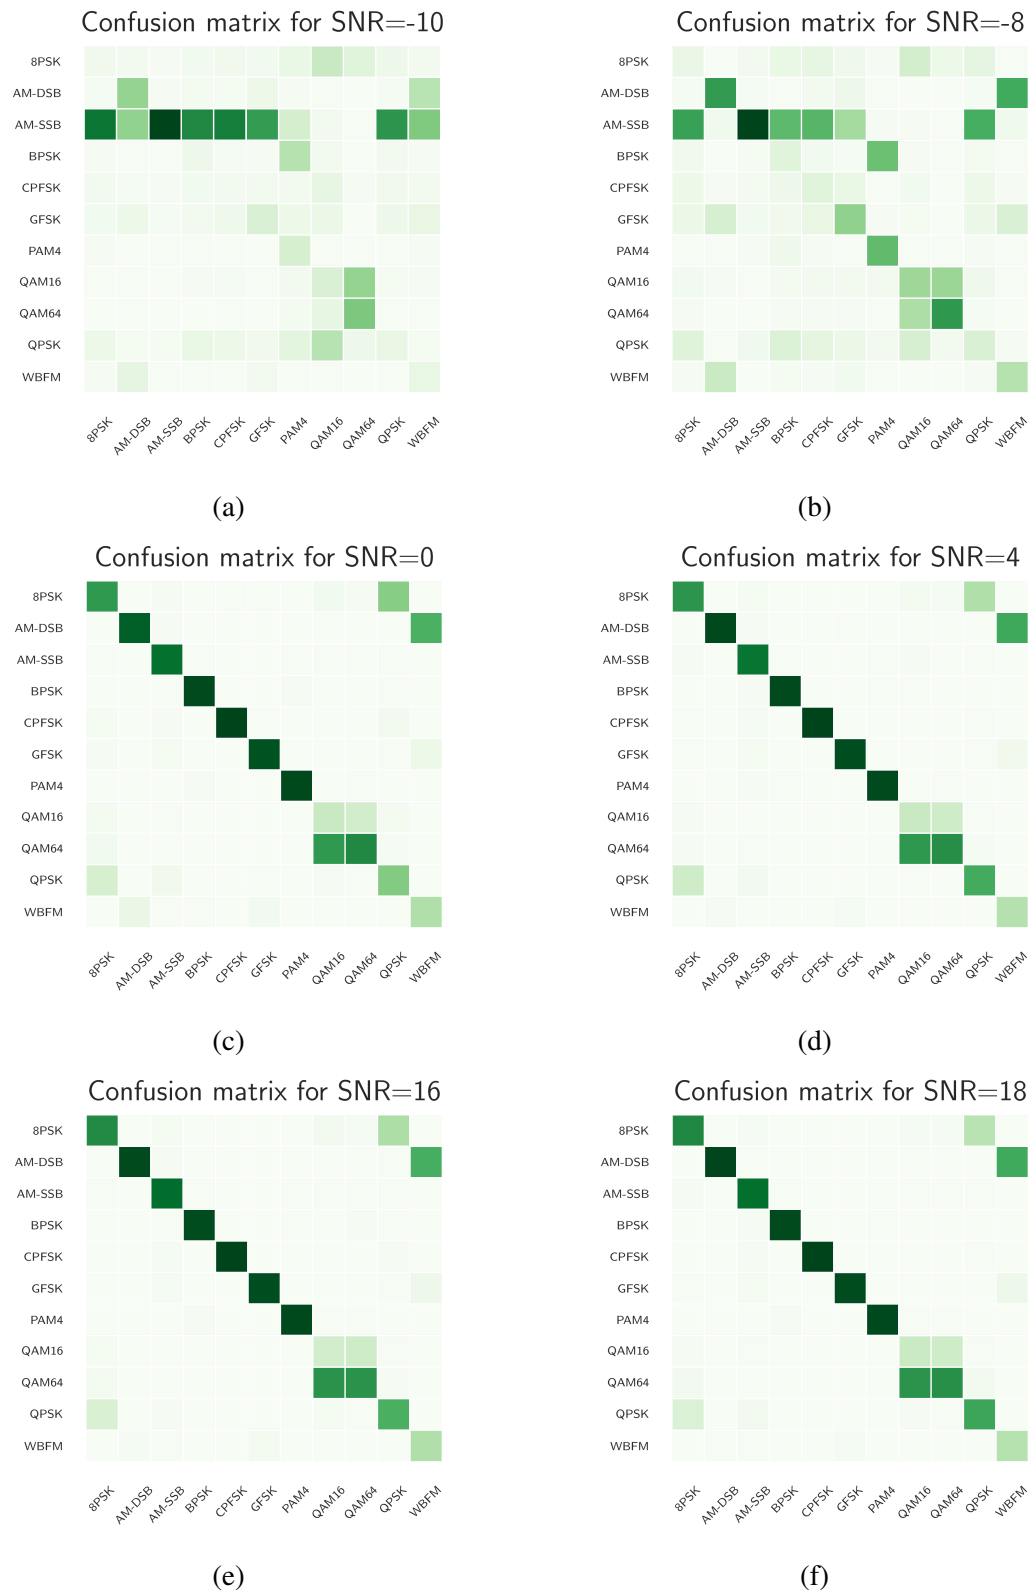 Confusion matrix for SNR=-10
8PSK
AM-DSB
AM-SSB
BPSK
CPFSK
GFSK
PAM4
QAM16
QAM64
QPSK
WBFM
8PSK AM-DSB AM-SSB BPSK CPFSK GFSK PAM4 QAM16 QAM64 QPSK WBFM
(a)
Confusion matrix for SNR=-8
8PSK
AM-DSB
AM-SSB
BPSK
CPFSK
GFSK
PAM4
QAM16
QAM64
QPSK
WBFM
8PSK AM-DSB AM-SSB BPSK CPFSK GFSK PAM4 QAM16 QAM64 QPSK WBFM
(b)
Confusion matrix for SNR=0
8PSK
AM-DSB
AM-SSB
BPSK
CPFSK
GFSK
PAM4
QAM16
QAM64
QPSK
WBFM
8PSK AM-DSB AM-SSB BPSK CPFSK GFSK PAM4 QAM16 QAM64 QPSK WBFM
(c)
Confusion matrix for SNR=4
8PSK
AM-DSB
AM-SSB
BPSK
CPFSK
GFSK
PAM4
QAM16
QAM64
QPSK
WBFM
8PSK AM-DSB AM-SSB BPSK CPFSK GFSK PAM4 QAM16 QAM64 QPSK WBFM
(d)
Confusion matrix for SNR=16
8PSK
AM-DSB
AM-SSB
BPSK
CPFSK
GFSK
PAM4
QAM16
QAM64
QPSK
WBFM
8PSK AM-DSB AM-SSB BPSK CPFSK GFSK PAM4 QAM16 QAM64 QPSK WBFM
(e)
Confusion matrix for SNR=18
8PSK
AM-DSB
AM-SSB
BPSK
CPFSK
GFSK
PAM4
QAM16
QAM64
QPSK
WBFM
8PSK AM-DSB AM-SSB BPSK CPFSK GFSK PAM4 QAM16 QAM64 QPSK WBFM
(f)